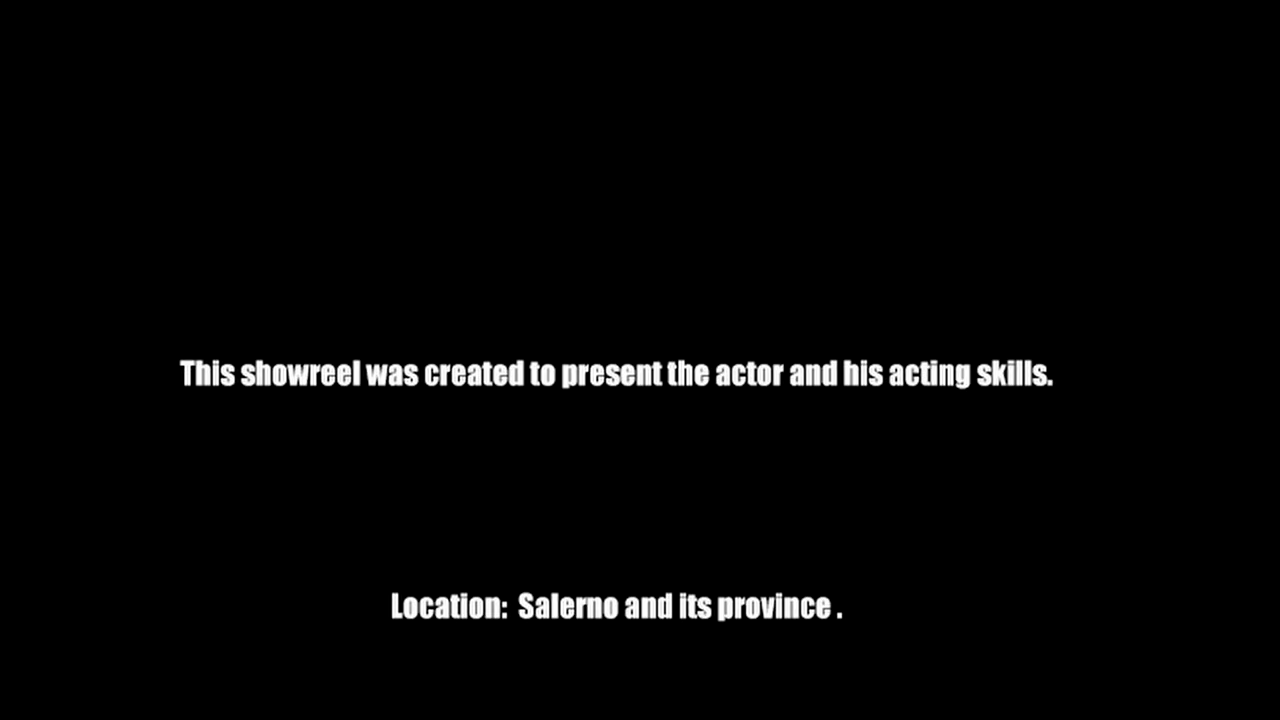 This showreel was created to present the actor and his acting skills.
Location: Salerno and its province .